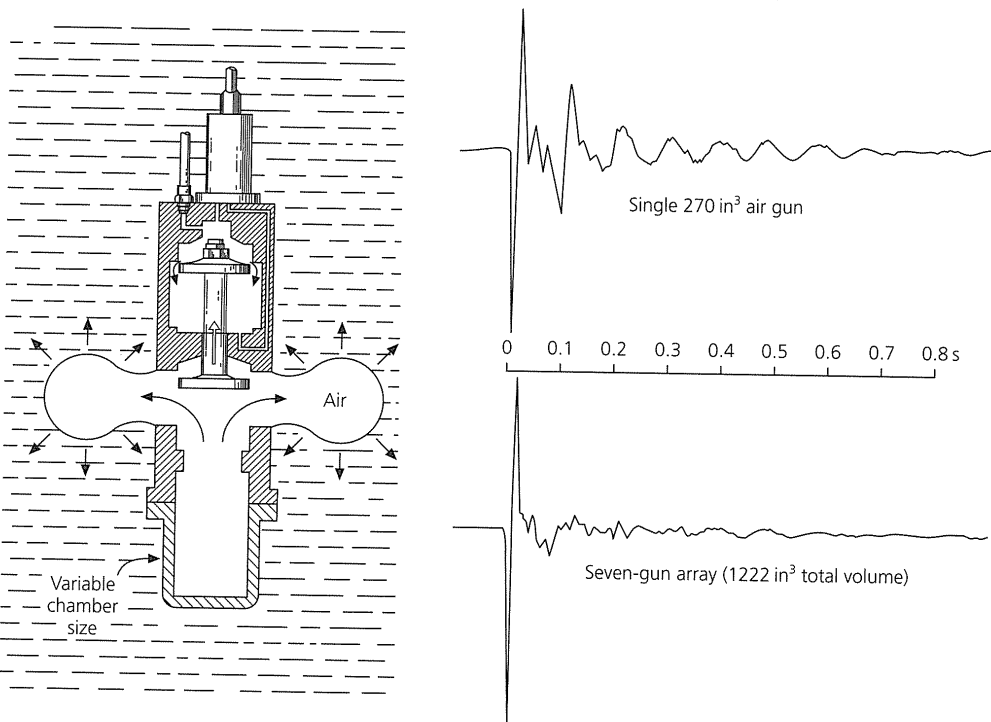 Air
Variable
chamber
size
Single 270 in³ air gun
0 0.1 0.2 0.3 0.4 0.5 0.6 0.7 0.8 s
Seven-gun array (1222 in³ total volume)